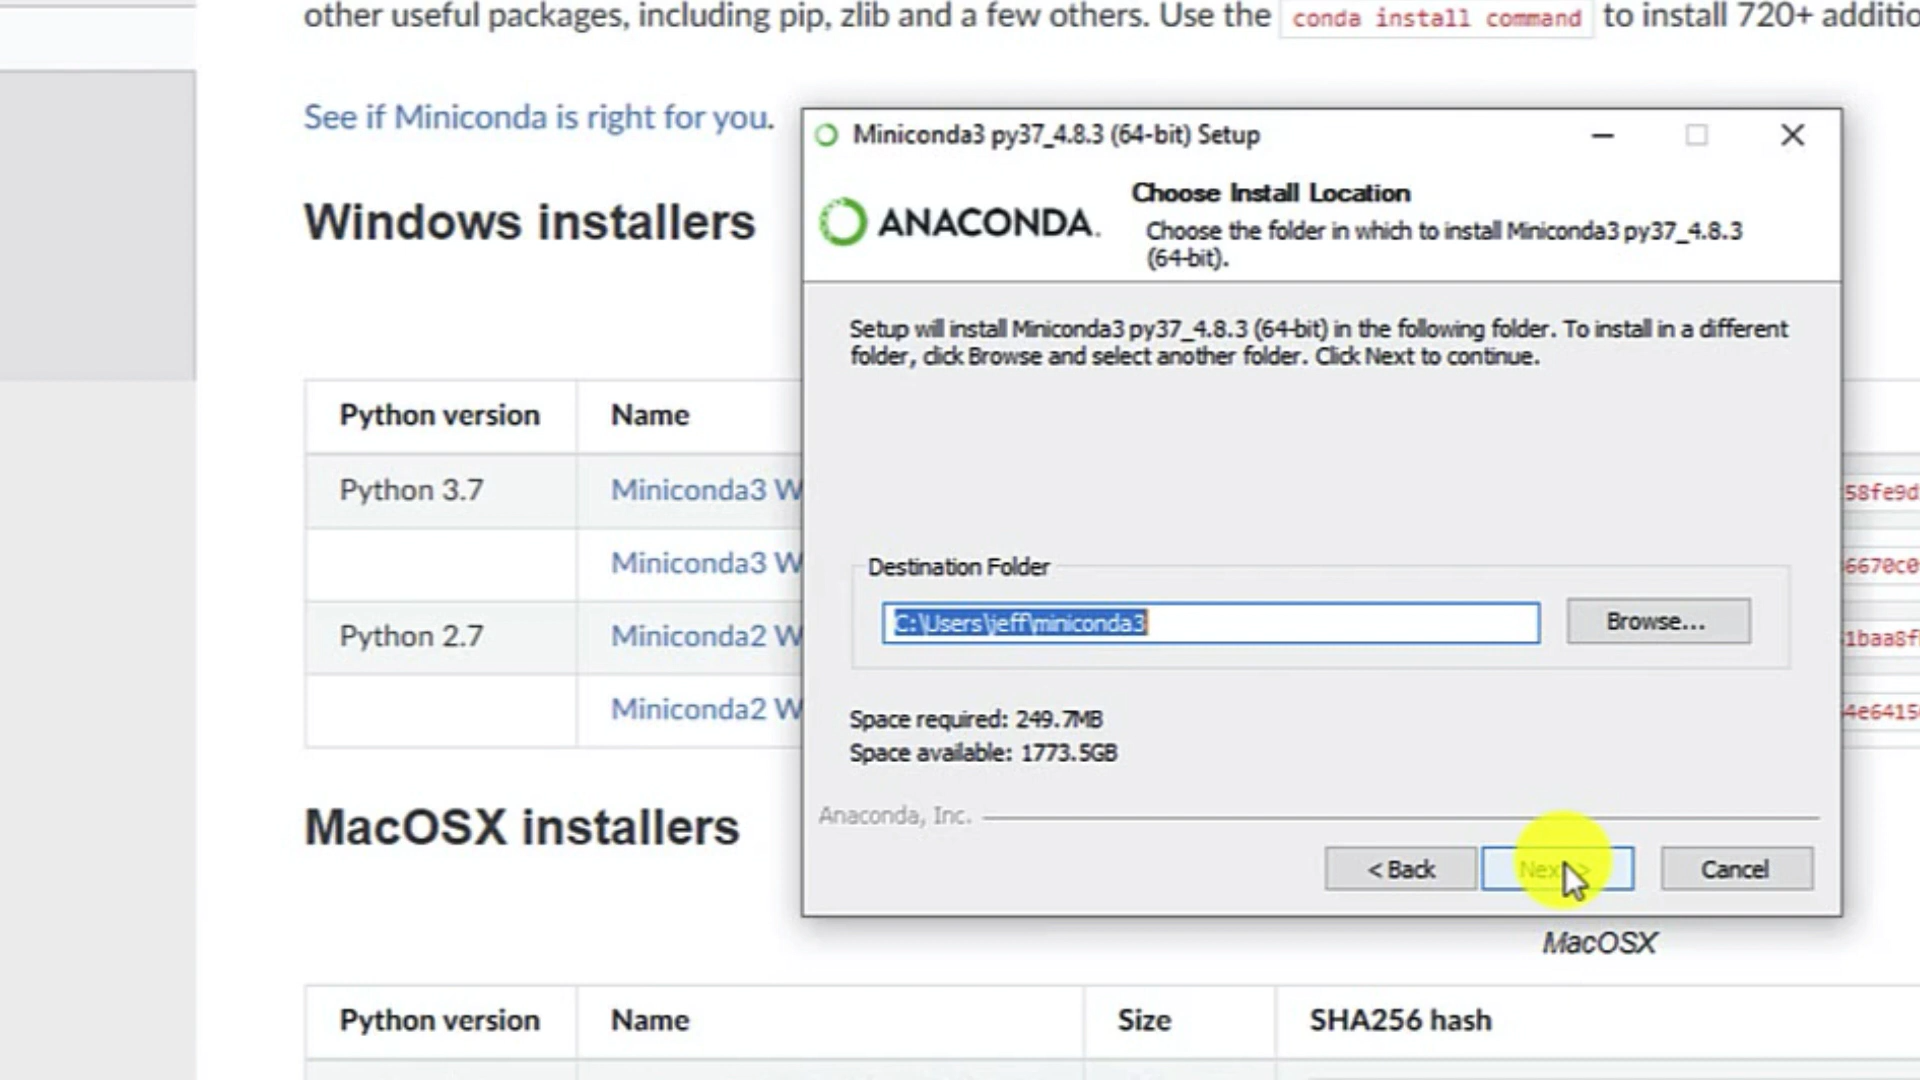 other useful packages, including pip, zlib and a few others. Use the conda install command to install 720+
See if Miniconda is right for you.
Miniconda3 py37_4.8.3 (64-bit) Setup
ANACONDA.
Choose Install Location
Choose the folder in which to install Miniconda3 py37_4.8.3
(64-bit).
Windows installers
Setup will install Miniconda3 py37_4.8.3 (64-bit) in the following folder. To install in a different
folder, click Browse and select another folder. Click Next to continue.
Python version Name
Python 3.7 Miniconda3 W
58fe9d
Miniconda3 W
6670c0
Destination Folder
C:\Users\jeff\miniconda3
Browse...
Python 2.7 Miniconda2 W
1baa8f
Miniconda2 W
4e6415
Space required: 249.7MB
Space available: 1773.5GB
Anaconda, Inc.
MacOSX installers
< Back Next > Cancel
MacOSX
Python version Name Size SHA256 hash